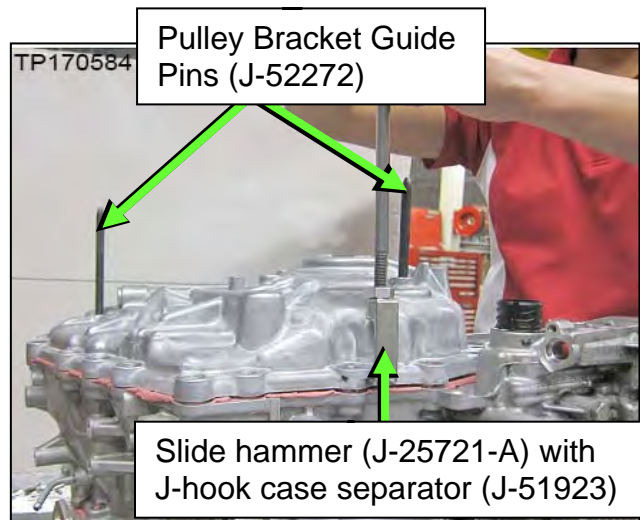 Pulley Bracket Guide
Pins (J-52272)
TP170584
Slide hammer (J-25721-A) with
J-hook case separator (J-51923)